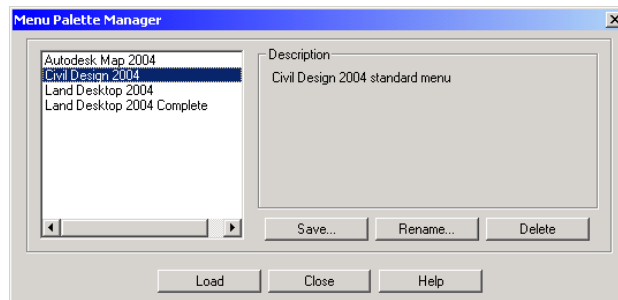 Menu Palette Manager
Autodesk Map 2004
Civil Design 2004
Land Desktop 2004
Land Desktop 2004 Complete
Description
Civil Design 2004 standard menu
Save...
Rename...
Delete
Load
Close
Help